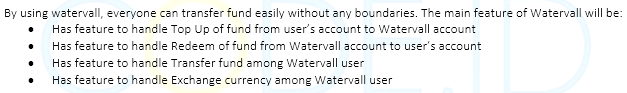 By using watervall, everyone can transfer fund easily without any boundaries. The main feature of Watervall will be:
• Has feature to handle Top Up of fund from user's account to Watervall account
• Has feature to handle Redeem of fund from Watervall account to user's account
• Has feature to handle Transfer fund among Watervall user
• Has feature to handle Exchange currency among Watervall user